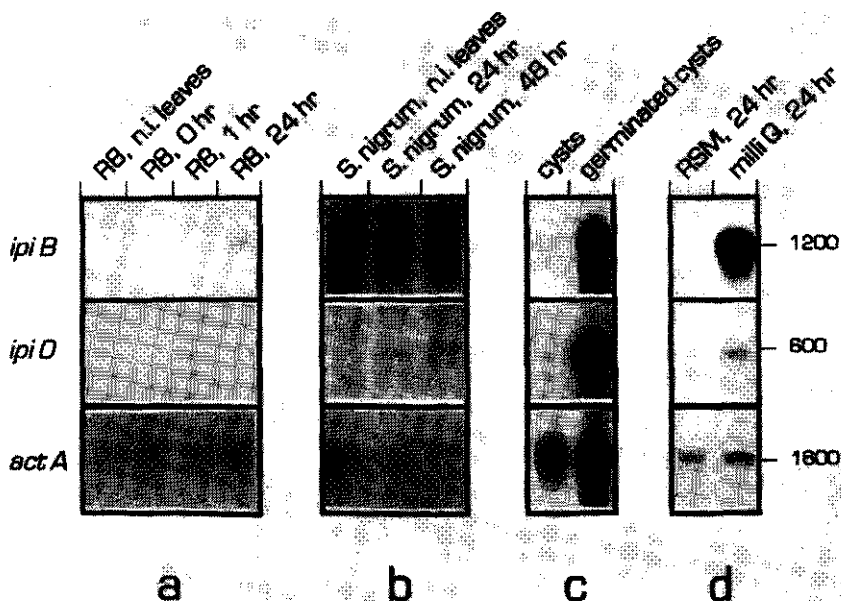 R8, n.i. leaves
R8, 0 hr
R8, 1 hr
R8, 24 hr
S. nigrum, n.i. leaves
S. nigrum, 24 hr
S. nigrum, 48 hr
cysts
germinated cysts
RSM, 24 hr
milli Q, 24 hr
ipi B
1200
ipi O
600
act A
1600
a
b
c
d